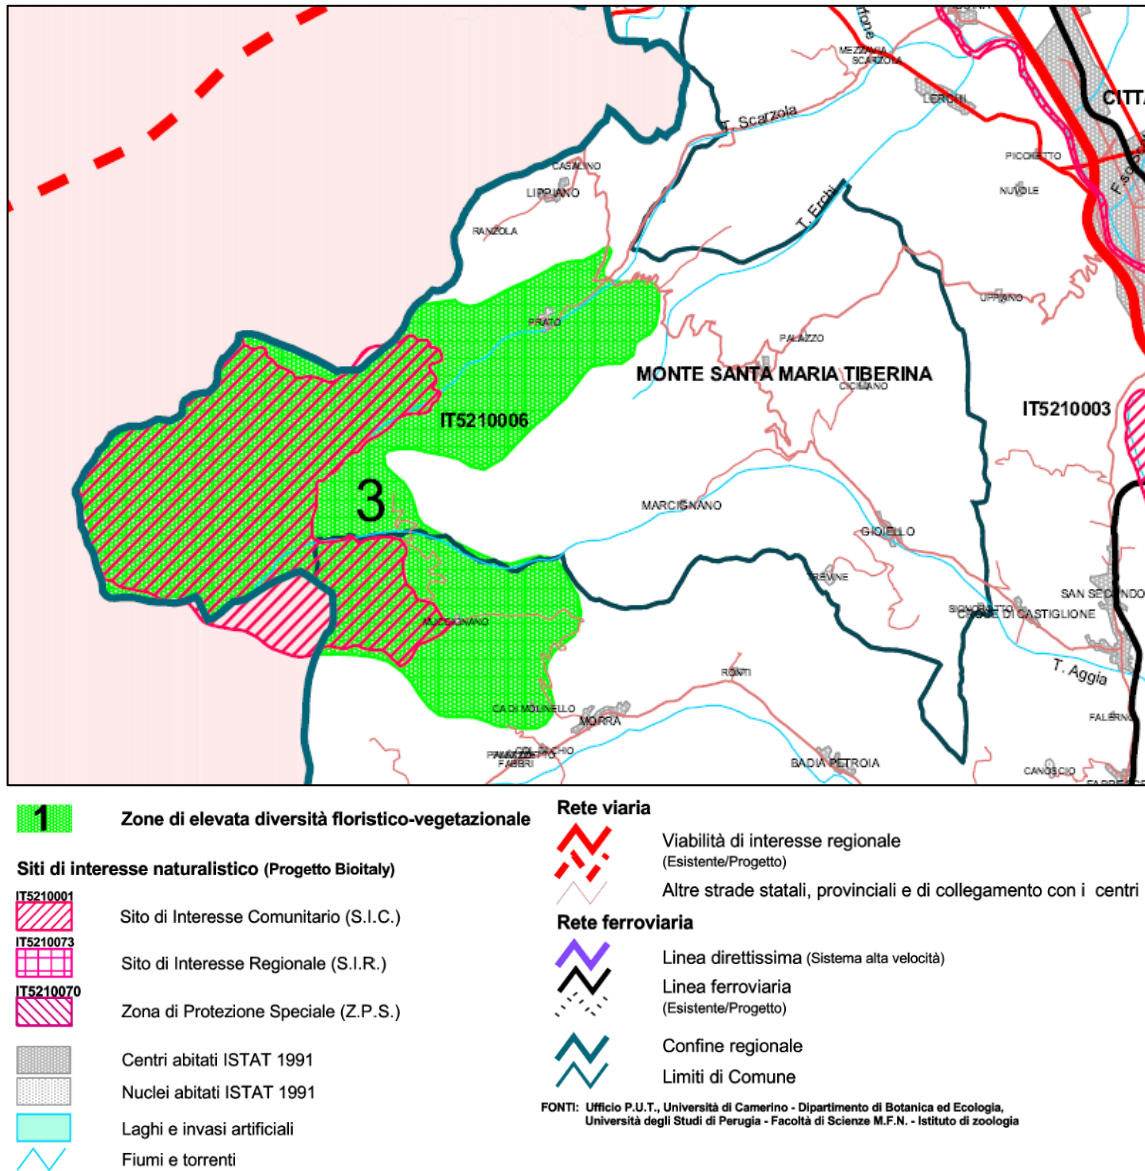 MEZZAVIA
SCARZOLA
LERCHI
CITT
T. Scarzola
PICCHETTO
CASALINO
LIPPIANO
NUVOLE
T. Erchi
RANZOLA
UPPIANO
PRATO
PALAZZO
MONTE SANTA MARIA TIBERINA
CICILIANO
IT5210003
IT5210006
3
MARCIGNANO
GIOIELLO
TREVINE
SAN SECONDO
MUCCIGNANO
T. Aggia
RONTI
CA DI MOLINELLO
MORRA
FALERNO
FABBRI
BADIA PETROIA
CANOSCIO
1 Zone di elevata diversità floristico-vegetazionale
Siti di interesse naturalistico (Progetto Bioitaly)
IT5210001
Sito di Interesse Comunitario (S.I.C.)
IT5210073
Sito di Interesse Regionale (S.I.R.)
IT5210070
Zona di Protezione Speciale (Z.P.S.)
Centri abitati ISTAT 1991
Nuclei abitati ISTAT 1991
Laghi e invasi artificiali
Fiumi e torrenti
Rete viaria
Viabilità di interesse regionale
(Esistente/Progetto)
Altre strade statali, provinciali e di collegamento con i centri
Rete ferroviaria
Linea direttissima (Sistema alta velocità)
Linea ferroviaria
(Esistente/Progetto)
Confine regionale
Limiti di Comune
FONTI: Ufficio P.U.T., Università di Camerino - Dipartimento di Botanica ed Ecologia,
Università degli Studi di Perugia - Facoltà di Scienze M.F.N. - Istituto di zoologia